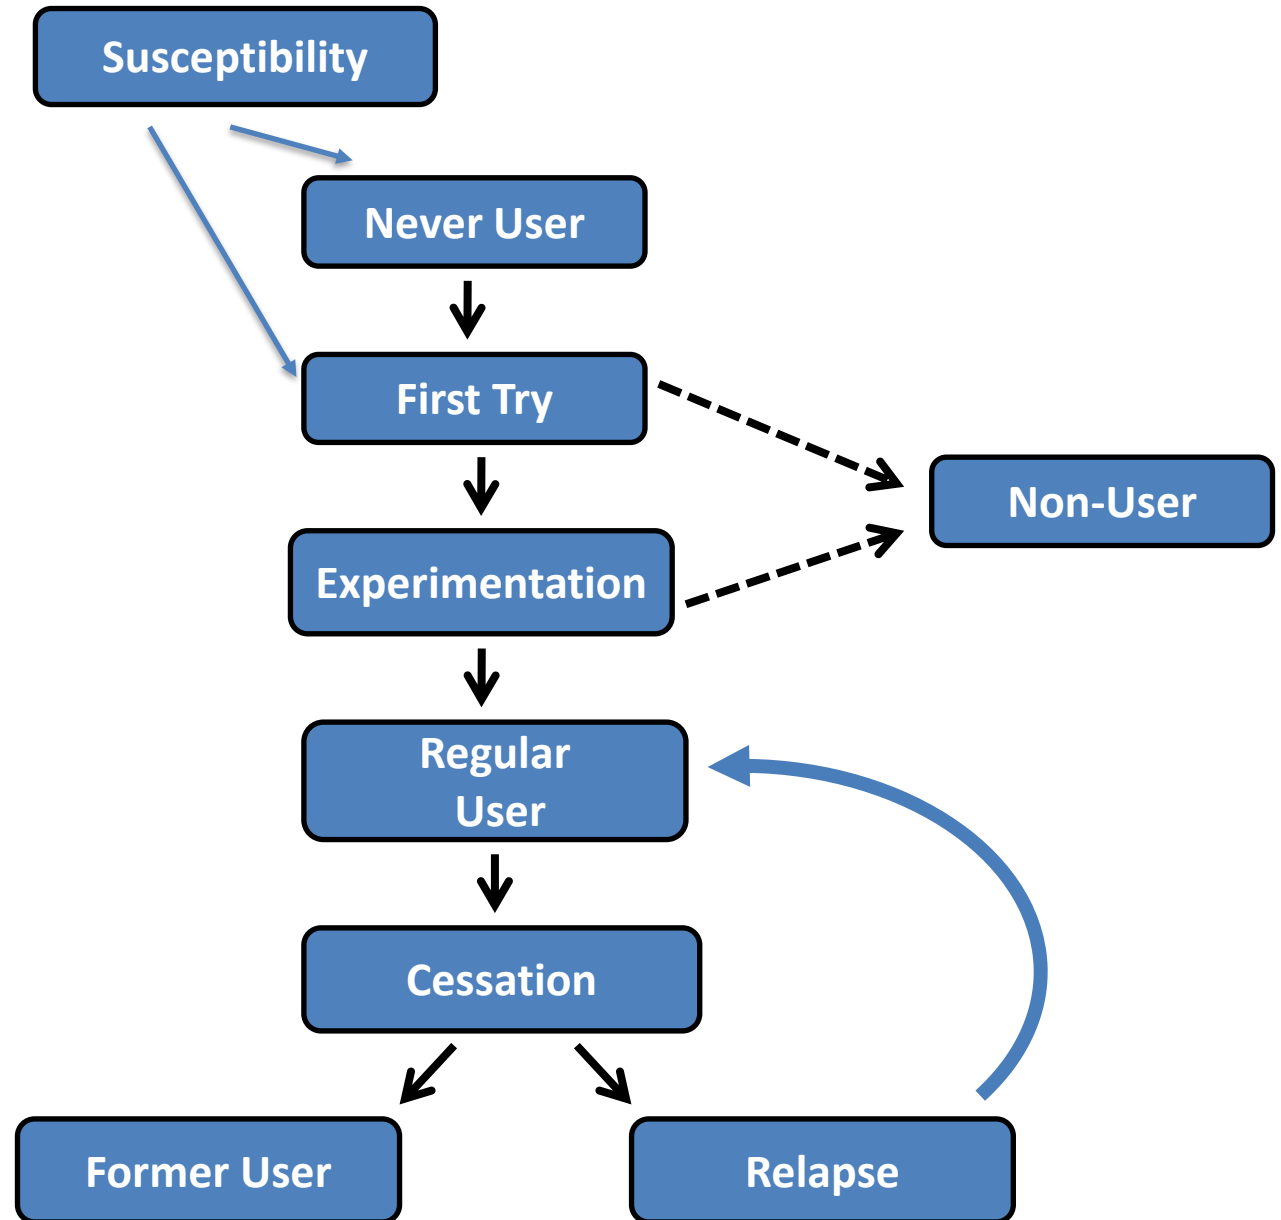 Susceptibility
Never User
First Try
Non-User
Experimentation
Regular
User
Cessation
Former User
Relapse